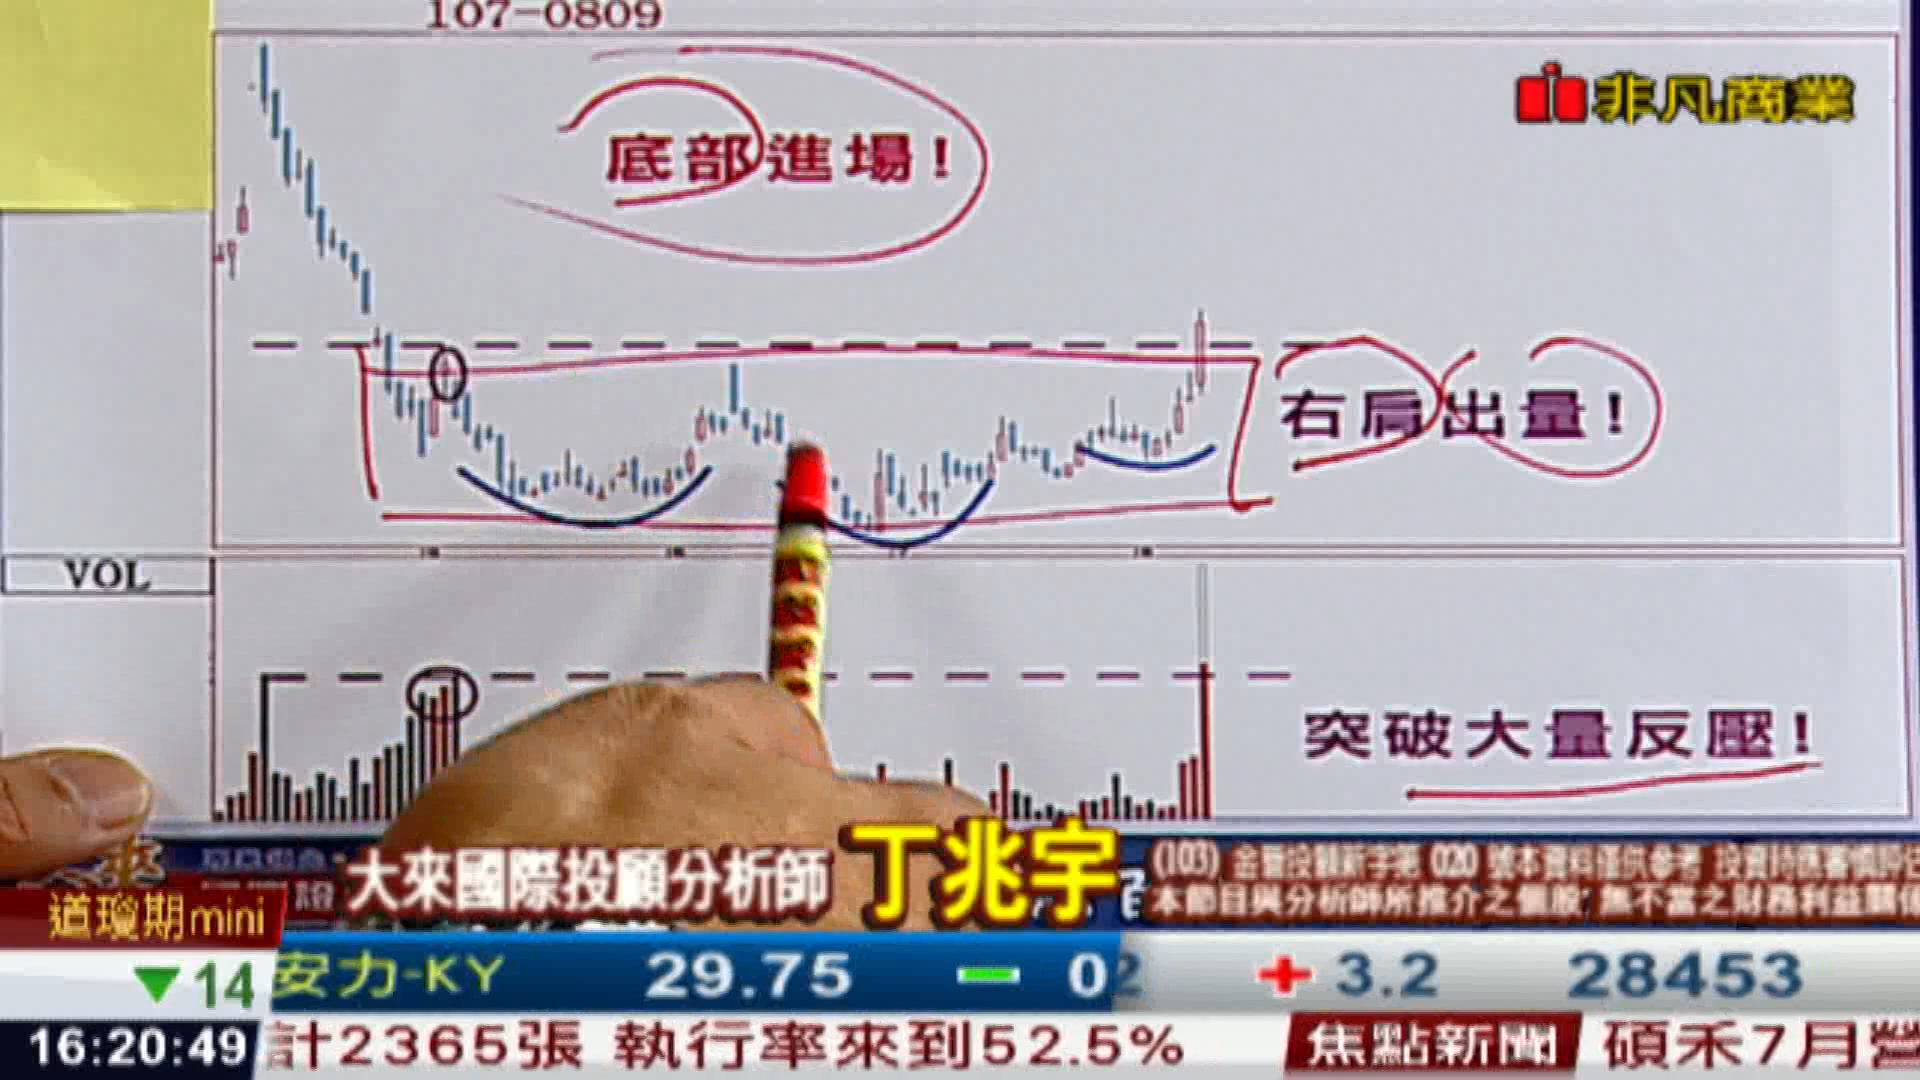 107-0809
非凡商業
底部進場!
右肩出量!
VOL
突破大量反壓!
大來國際投顧分析師 丁兆宇
(103) 金管投顧新字第 020 號本資料僅供參考 投資時應審慎評估
本節目與分析師所推介之個股 無不當之財務利益關係
道瓊期mini
▼14
安力-KY 29.75 0
3.2 28453
16:20:49
計2365張 執行率來到52.5%
焦點新聞 碩禾7月營